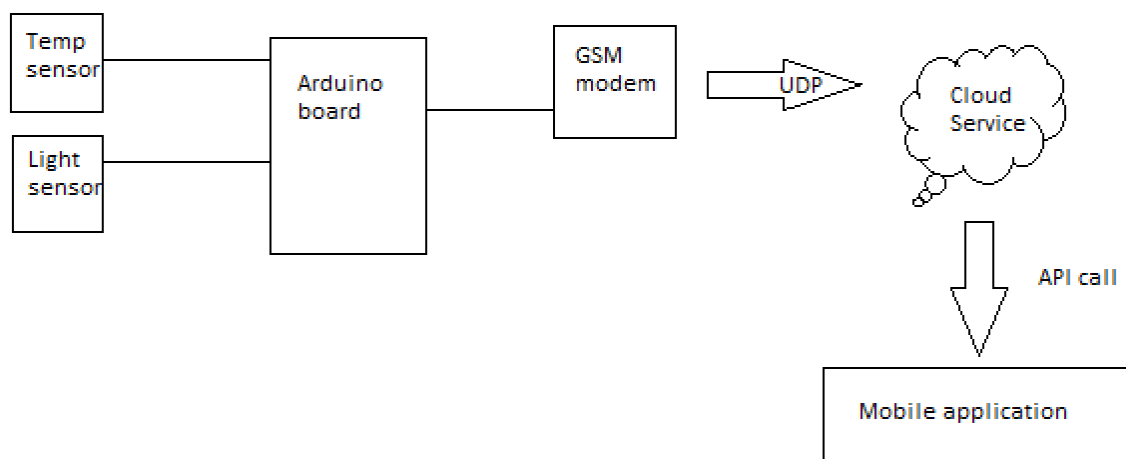 Temp
sensor
Light
sensor
Arduino
board
GSM
modem
UDP
Cloud
Service
API call
Mobile application